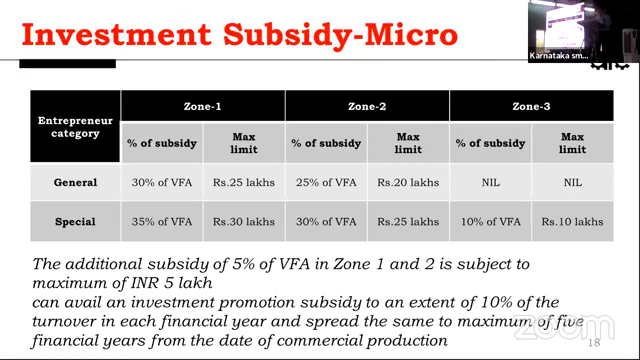 Investment Subsidy-Micro
Karnataka sm...
Entrepreneur category
Zone-1
Zone-2
Zone-3
% of subsidy
Max limit
% of subsidy
Max limit
% of subsidy
Max limit
General
30% of VFA
Rs.25 lakhs
25% of VFA
Rs.20 lakhs
NIL
NIL
Special
35% of VFA
Rs.30 lakhs
30% of VFA
Rs.25 lakhs
10% of VFA
Rs.10 lakhs
The additional subsidy of 5% of VFA in Zone 1 and 2 is subject to
maximum of INR 5 lakh
can avail an investment promotion subsidy to an extent of 10% of the
turnover in each financial year and spread the same to maximum of five
financial years from the date of commercial production
zoom
18